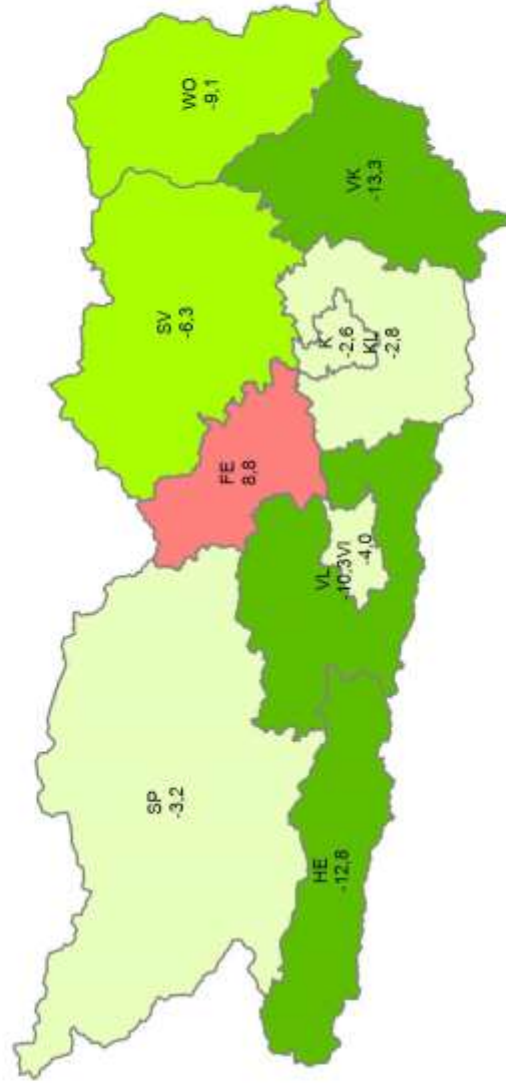 SP
-3,2
HE
-12,8
VL
-10,3
VI
-4,0
FE
8,8
SV
-6,3
K
-2,6
KL
-2,8
WO
-9,1
VK
-13,3